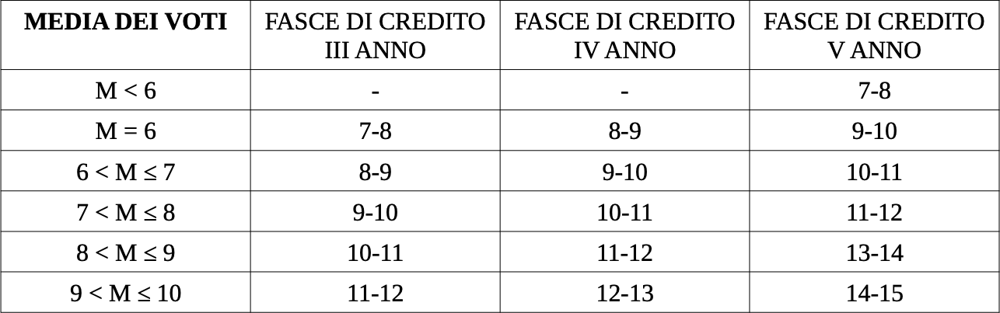 MEDIA DEI VOTI FASCE DI CREDITO FASCE DI CREDITO FASCE DI CREDITO
III ANNO IV ANNO V ANNO
M < 6 - - 7-8
M = 6 7-8 8-9 9-10
6 < M ≤ 7 8-9 9-10 10-11
7 < M ≤ 8 9-10 10-11 11-12
8 < M ≤ 9 10-11 11-12 13-14
9 < M ≤ 10 11-12 12-13 14-15